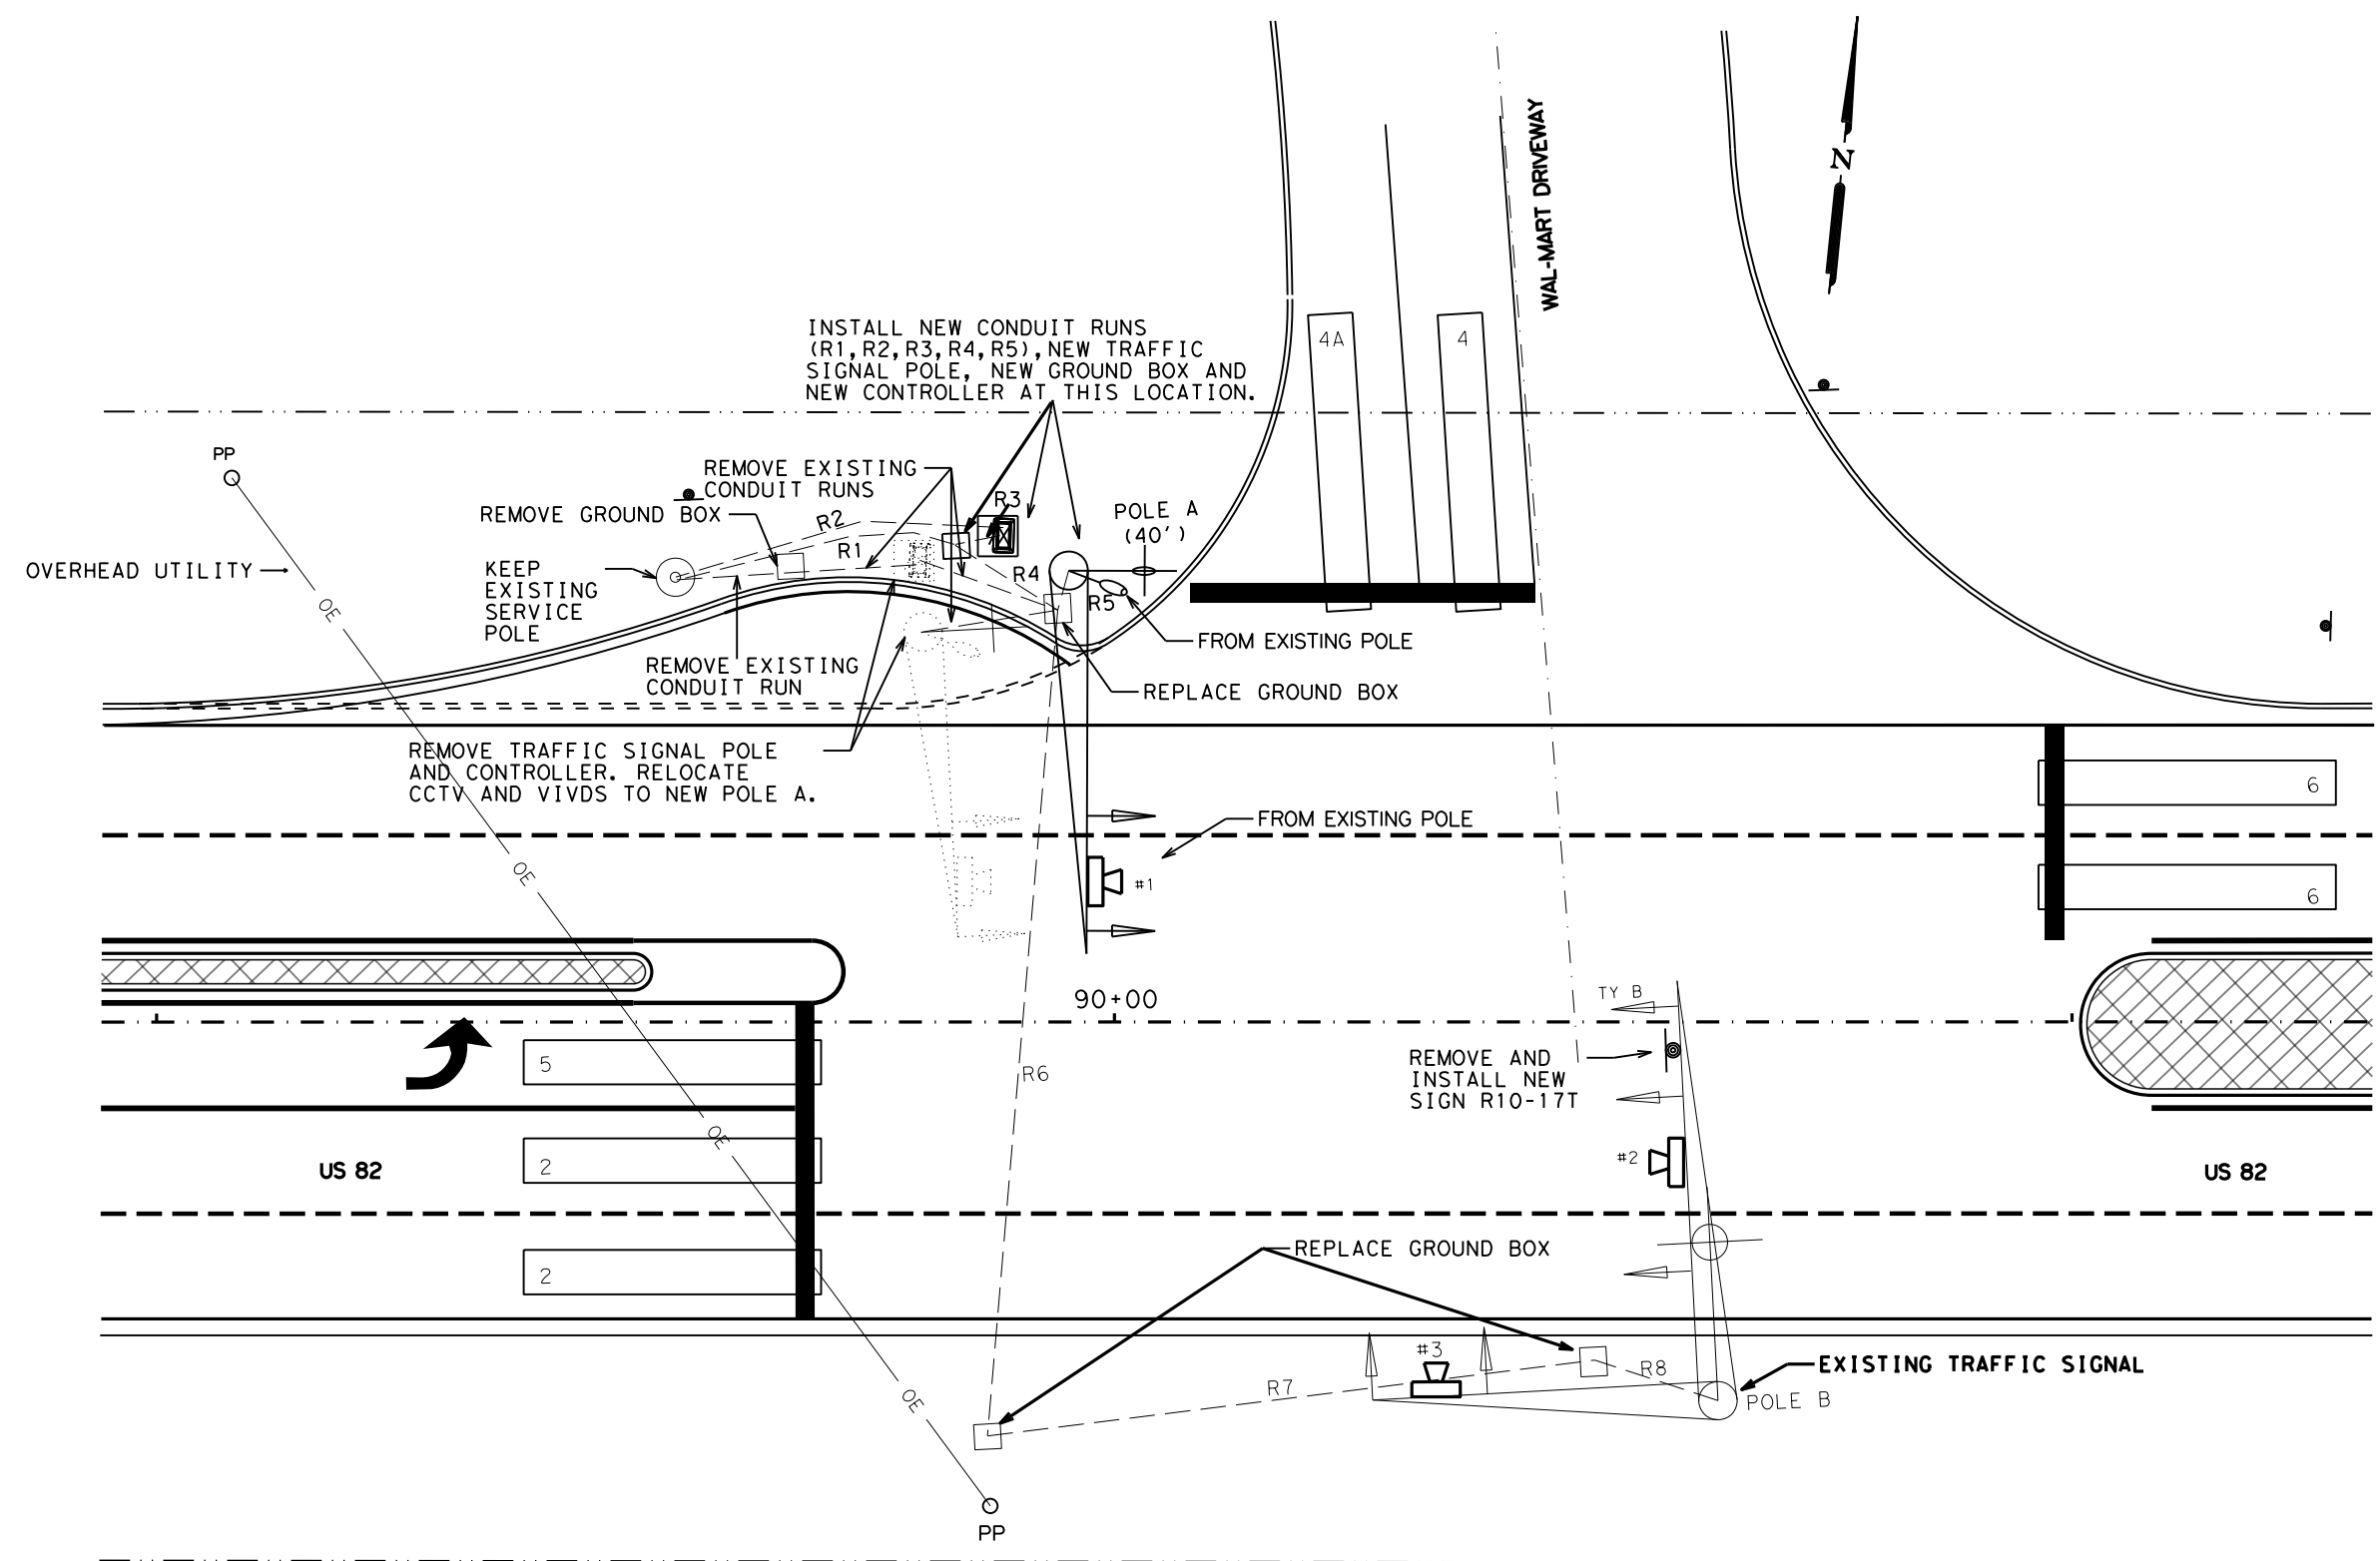 WAL-MART DRIVEWAY
N
INSTALL NEW CONDUIT RUNS
(R1,R2,R3,R4,R5),NEW TRAFFIC
SIGNAL POLE, NEW GROUND BOX AND
NEW CONTROLLER AT THIS LOCATION.
4A
4
PP
REMOVE EXISTING
CONDUIT RUNS
REMOVE GROUND BOX
R3
R2
R1
POLE A
(40')
OVERHEAD UTILITY
KEEP
EXISTING
SERVICE
POLE
R4
R5
OE
FROM EXISTING POLE
REMOVE EXISTING
CONDUIT RUN
REPLACE GROUND BOX
REMOVE TRAFFIC SIGNAL POLE
AND CONTROLLER. RELOCATE
CCTV AND VIVDS TO NEW POLE A.
6
FROM EXISTING POLE
OE
#1
6
90+00
TY B
5
R6
REMOVE AND
INSTALL NEW
SIGN R10-17T
OE
US 82
2
#2
US 82
2
REPLACE GROUND BOX
#3
R8
EXISTING TRAFFIC SIGNAL
R7
OE
POLE B
PP